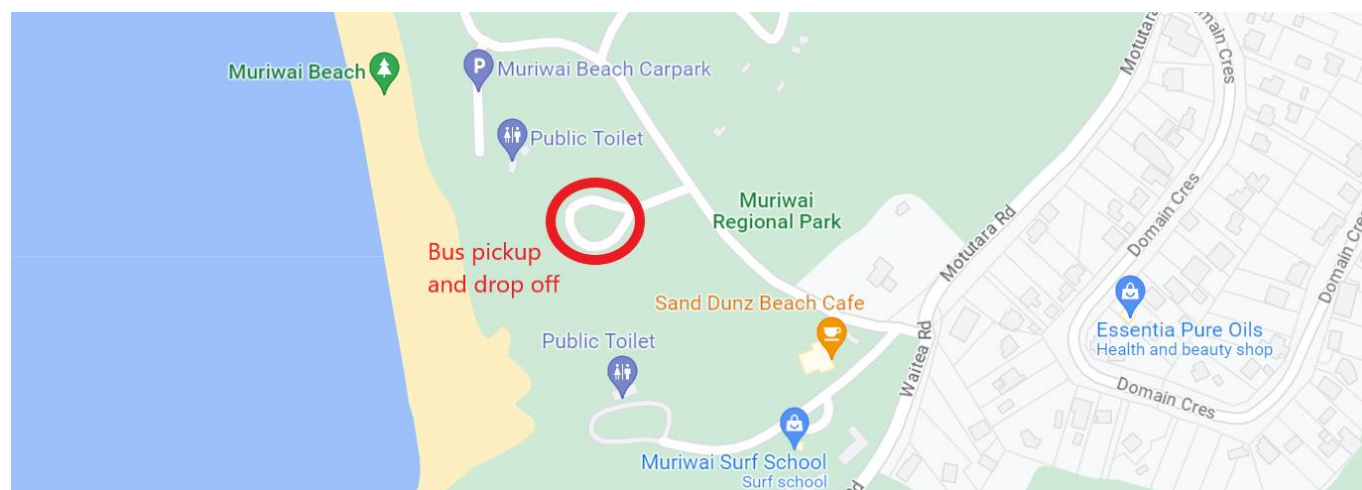 Muriwai Beach
P
Muriwai Beach Carpark
Public Toilet
Muriwai
Regional Park
Bus pickup
and drop off
Sand Dunz Beach Cafe
Public Toilet
Muriwai Surf School
Surf school
Essentia Pure Oils
Health and beauty shop
Motutara
Motutara Rd
Waitea Rd
Domain Cres
Domain Cres
Domain Cres